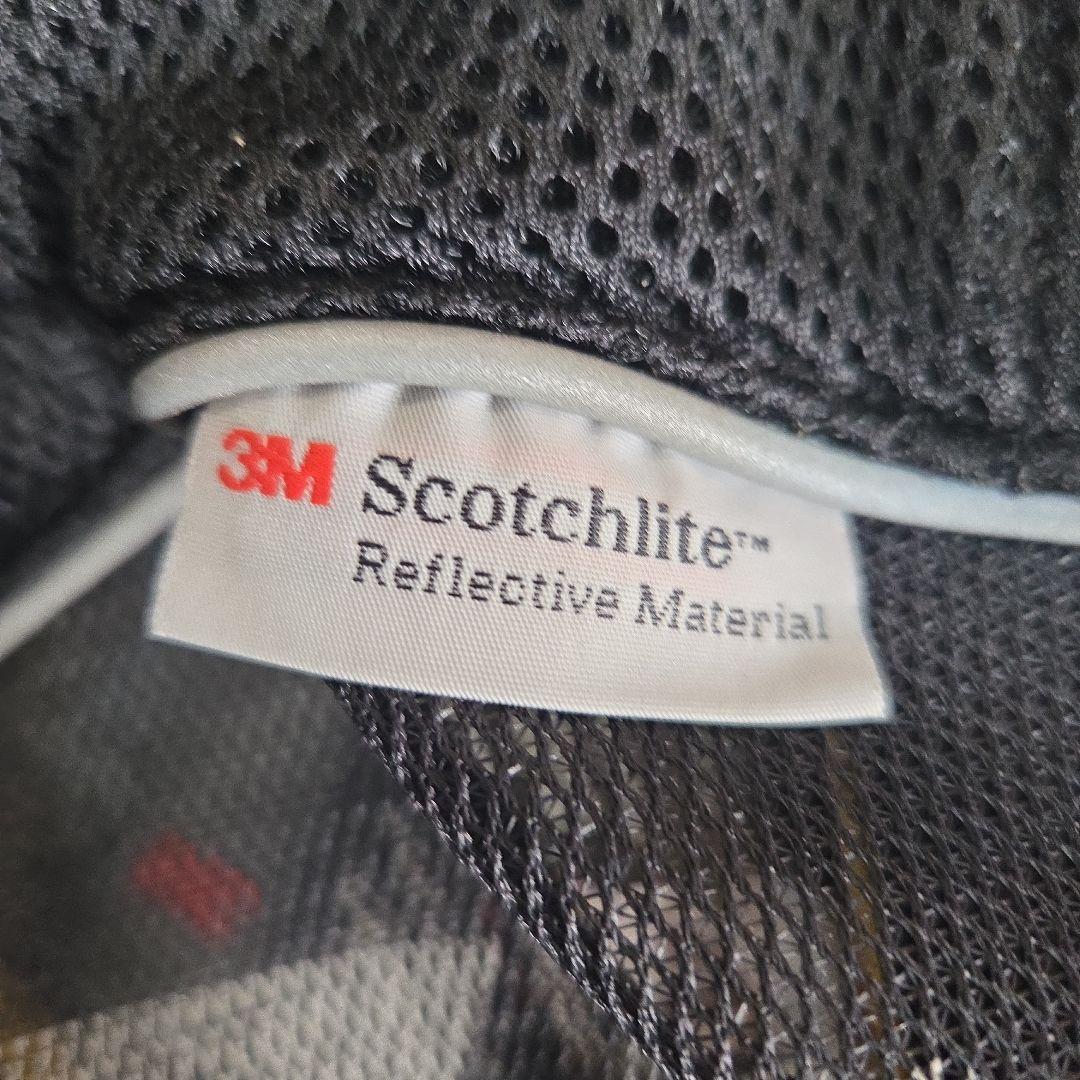 3M Scotchlite™
Reflective Material